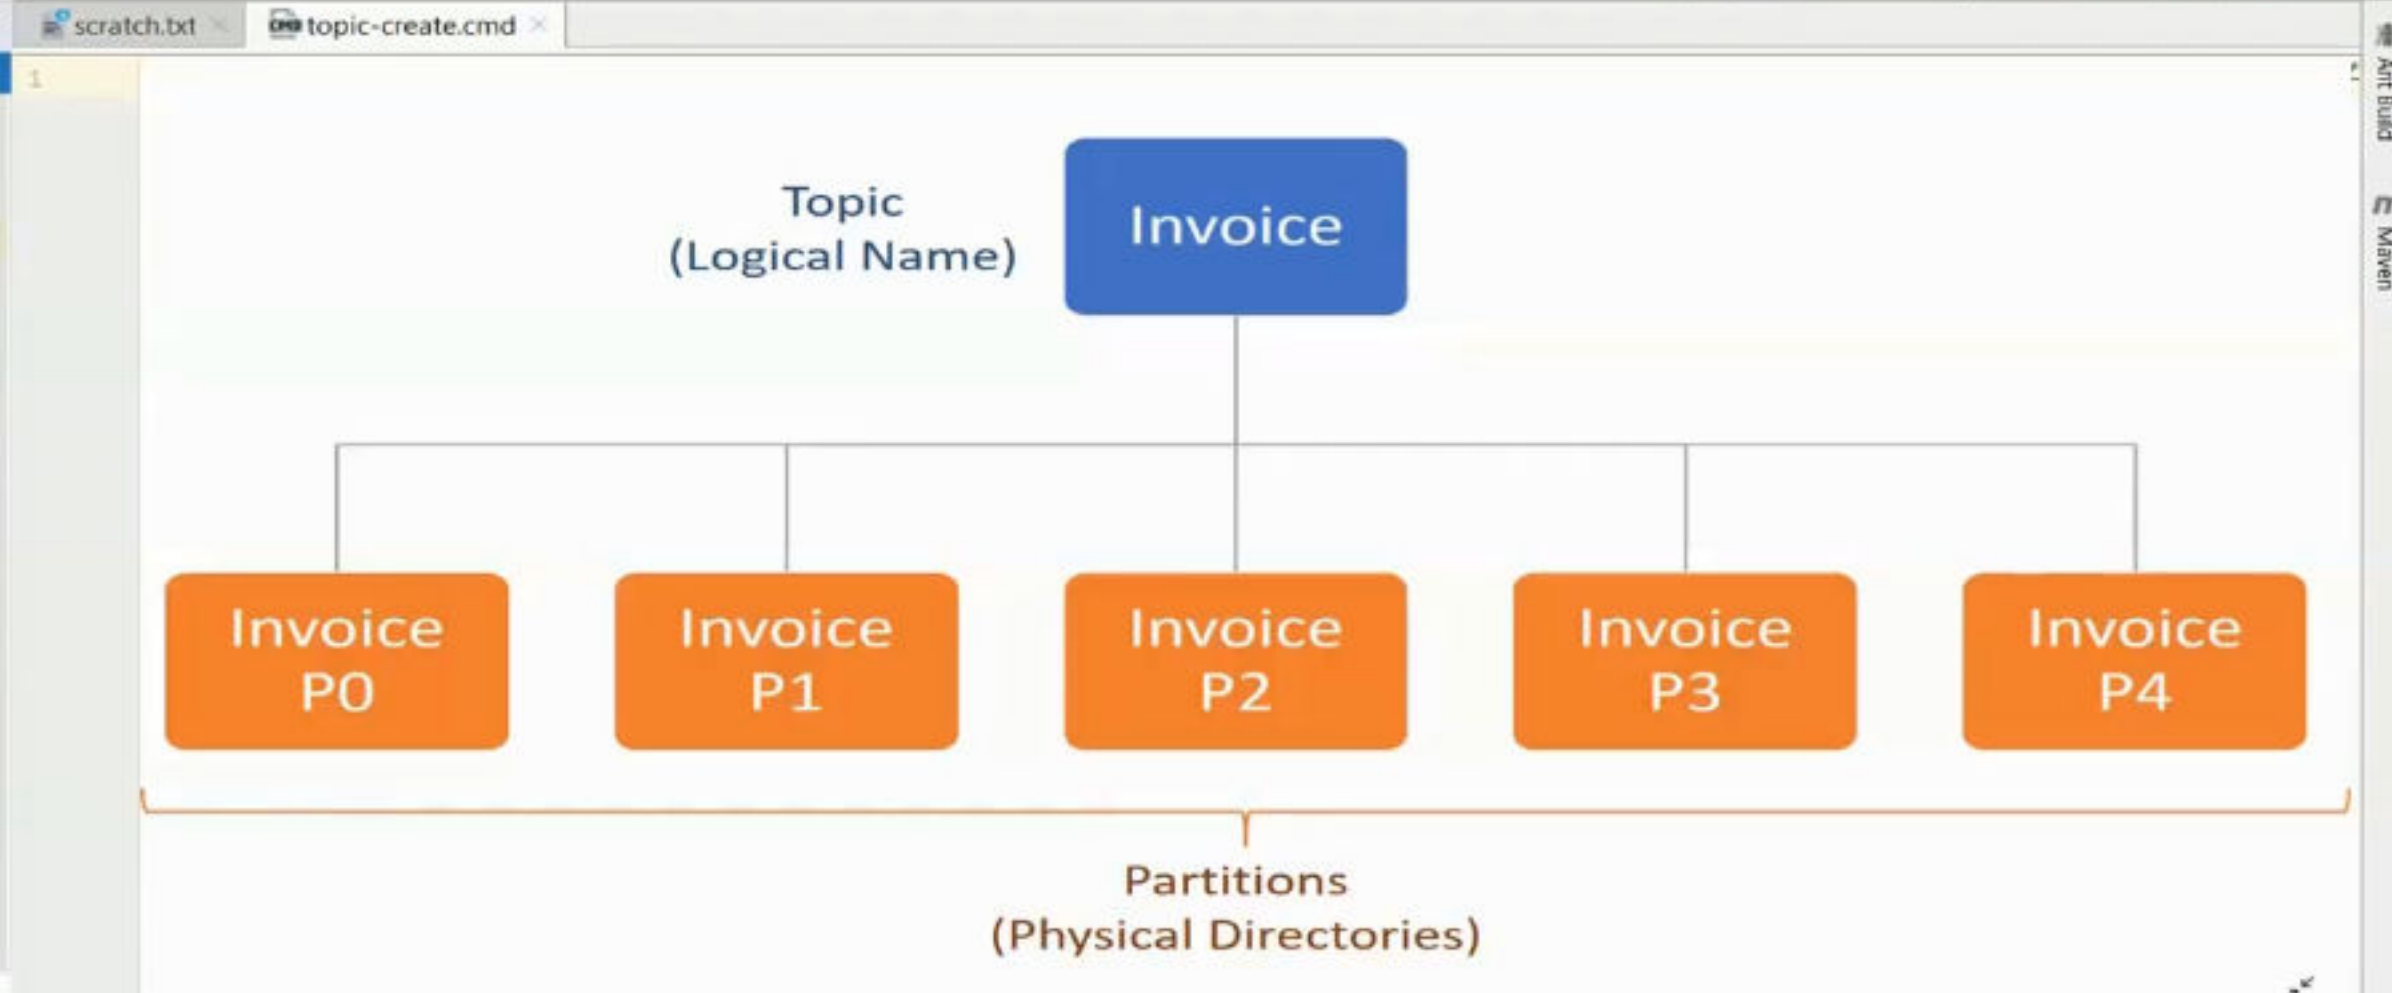 scratch.txt
topic-create.cmd
1
Ant Build
Maven
Topic
(Logical Name)
Invoice
Invoice
P0
Invoice
P1
Invoice
P2
Invoice
P3
Invoice
P4
Partitions
(Physical Directories)